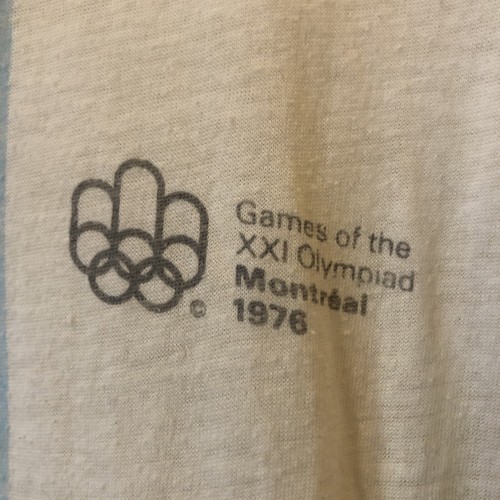 Games of the
XXI Olympiad
Montréal
1976
©